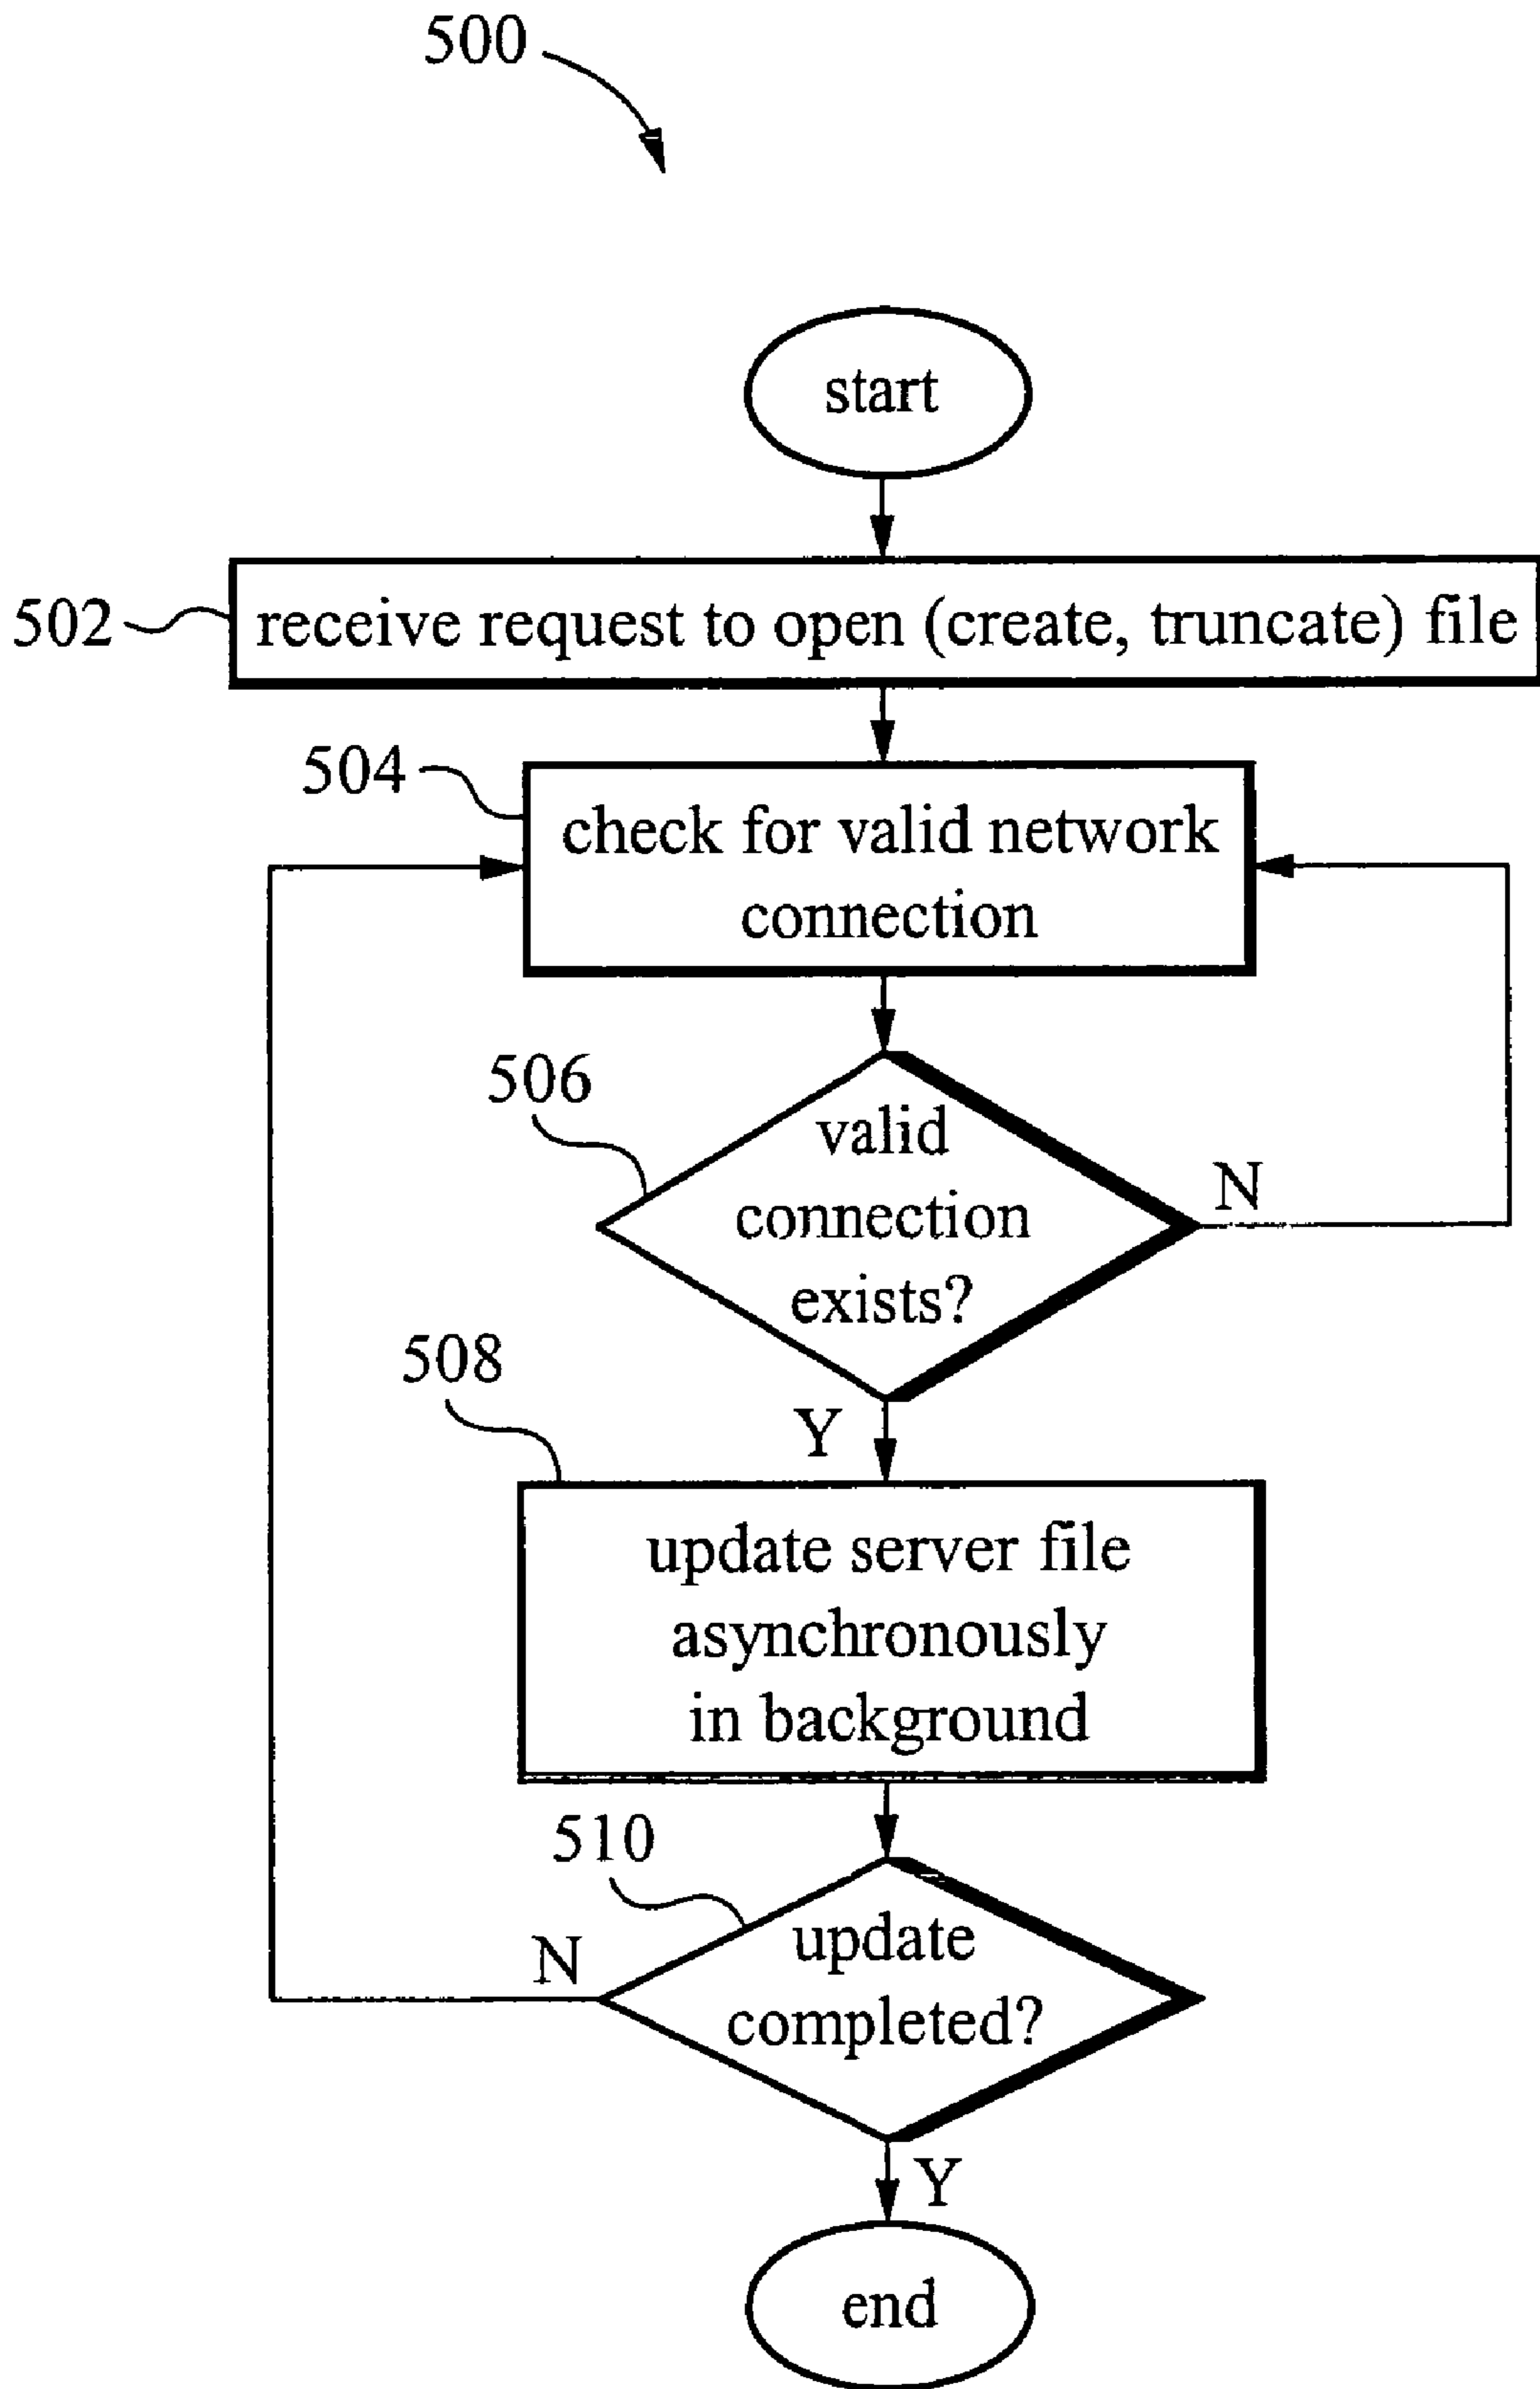 500
start
502
receive request to open (create, truncate) file
504
check for valid network
connection
506
valid
connection
exists?
N
508
Y
update server file
asynchronously
in background
510
update
completed?
N
Y
end